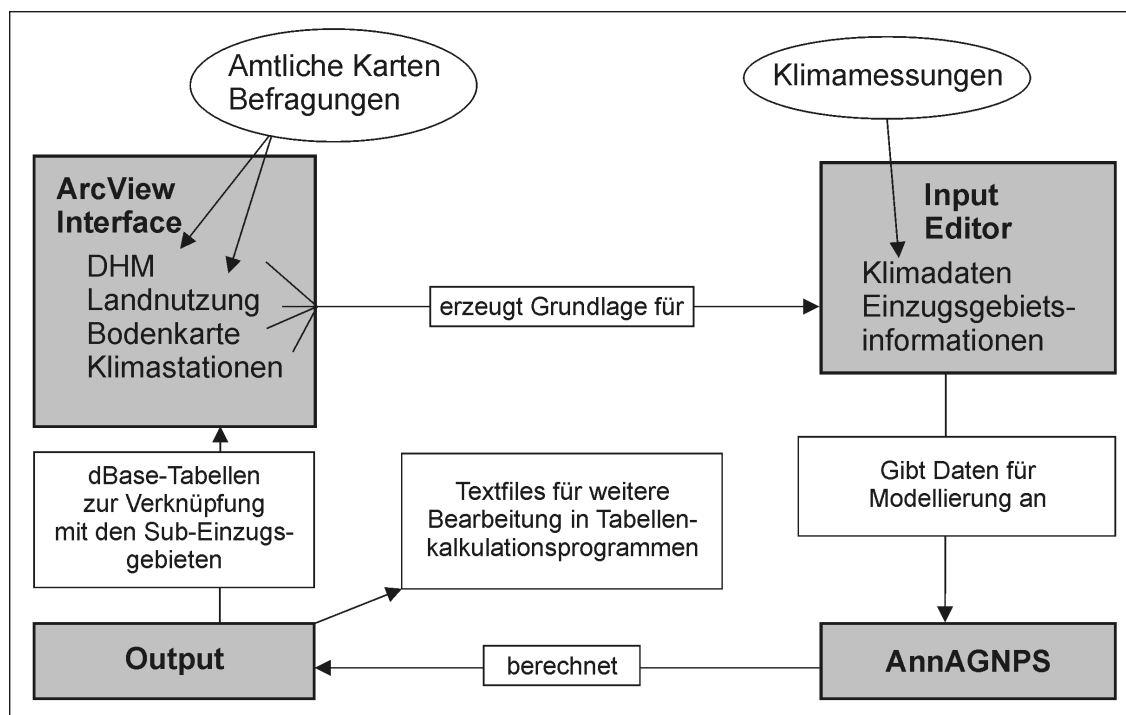 Amtliche Karten
Befragungen
Klimamessungen
ArcView
Interface
DHM
Landnutzung
Bodenkarte
Klimastationen
erzeugt Grundlage für
Input
Editor
Klimadaten
Einzugsgebiets-
informationen
dBase-Tabellen
zur Verknüpfung
mit den Sub-Einzugs-
gebieten
Textfiles für weitere
Bearbeitung in Tabellen-
kalkulationsprogrammen
Gibt Daten für
Modellierung an
Output
berechnet
AnnAGNPS